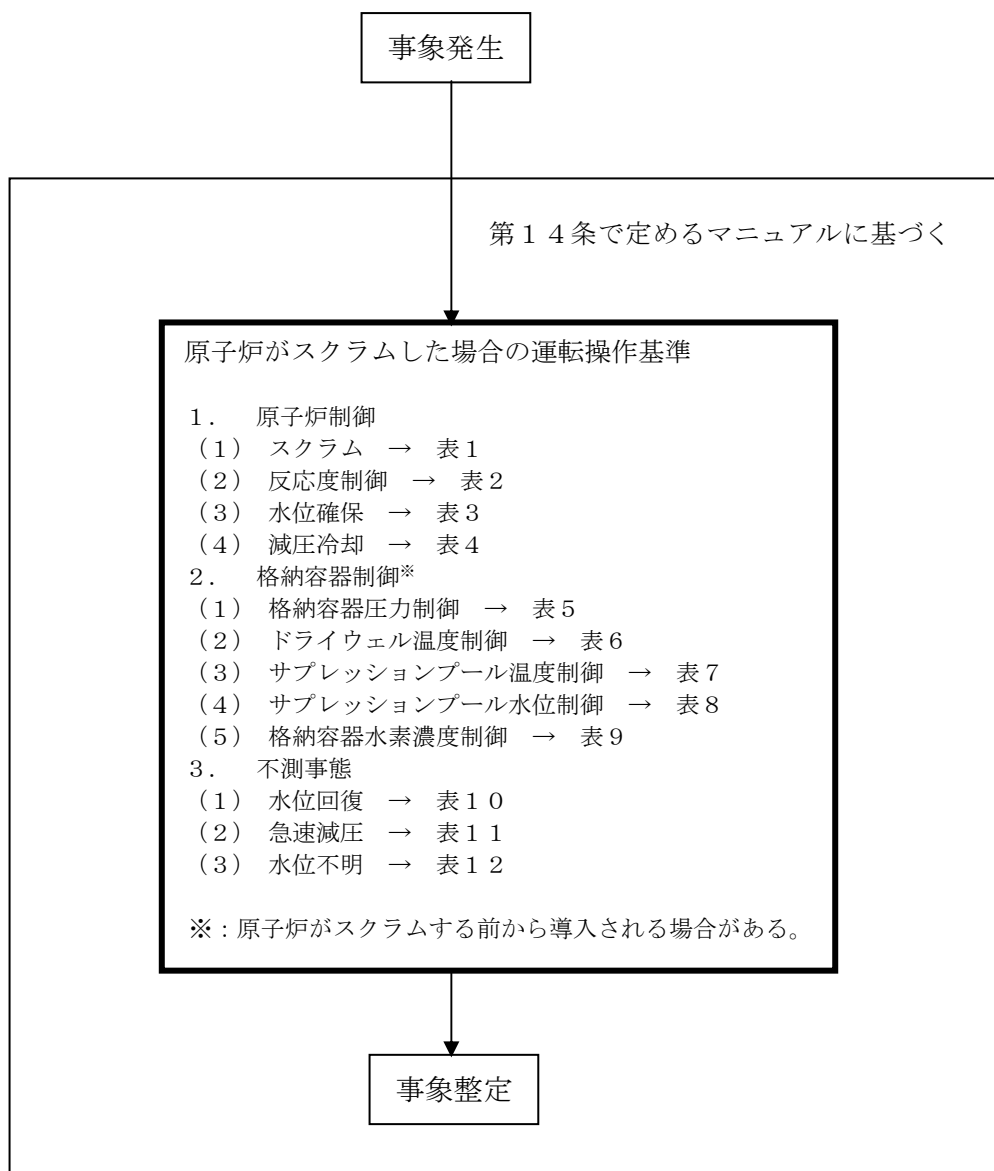 事象発生
第１４条で定めるマニュアルに基づく
原子炉がスクラムした場合の運転操作基準
１．　原子炉制御
（１）　スクラム　→　表１
（２）　反応度制御　→　表２
（３）　水位確保　→　表３
（４）　減圧冷却　→　表４
２．　格納容器制御※
（１）　格納容器圧力制御　→　表５
（２）　ドライウェル温度制御　→　表６
（３）　サプレッションプール温度制御　→　表７
（４）　サプレッションプール水位制御　→　表８
（５）　格納容器水素濃度制御　→　表９
３．　不測事態
（１）　水位回復　→　表１０
（２）　急速減圧　→　表１１
（３）　水位不明　→　表１２
※：原子炉がスクラムする前から導入される場合がある。
事象整定